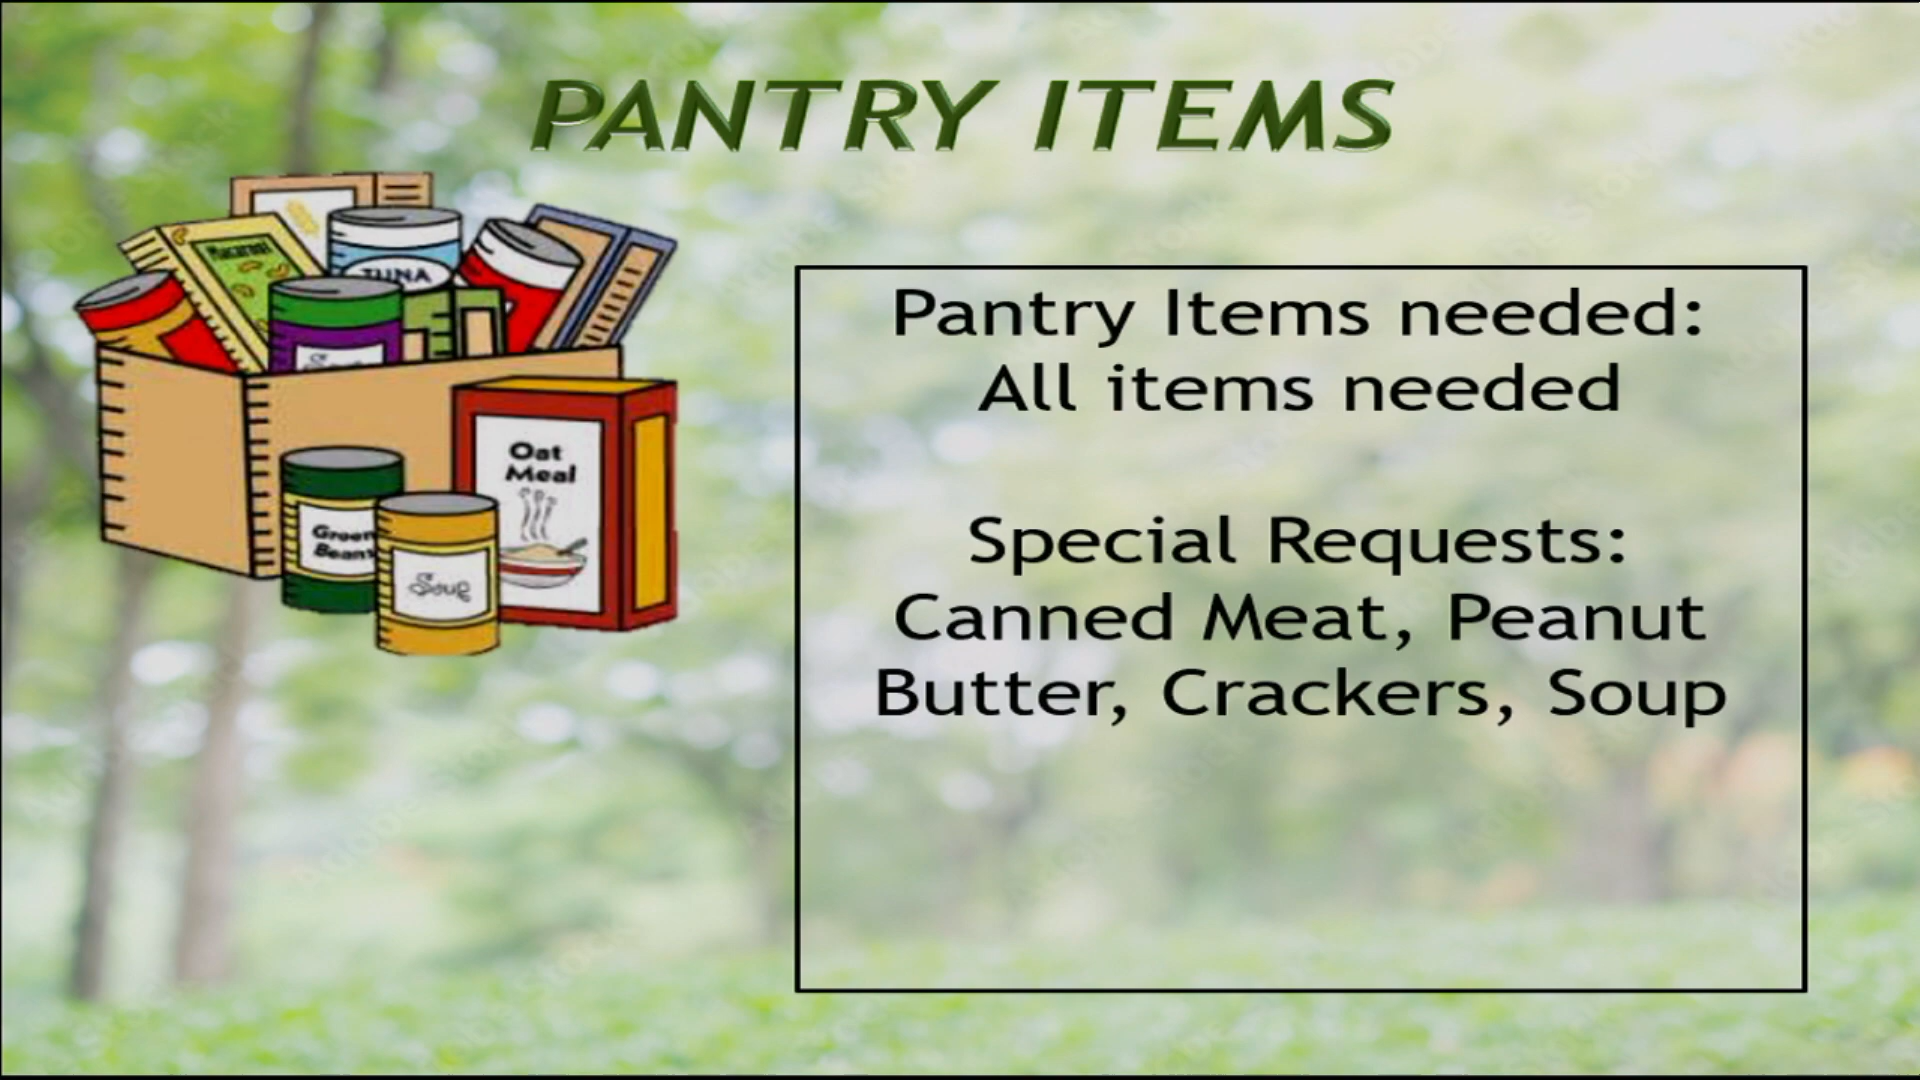 PANTRY ITEMS
Macaroni
TUNA
Oat
Meal
Green
Beans
Soup
Pantry Items needed:
All items needed
Special Requests:
Canned Meat, Peanut
Butter, Crackers, Soup